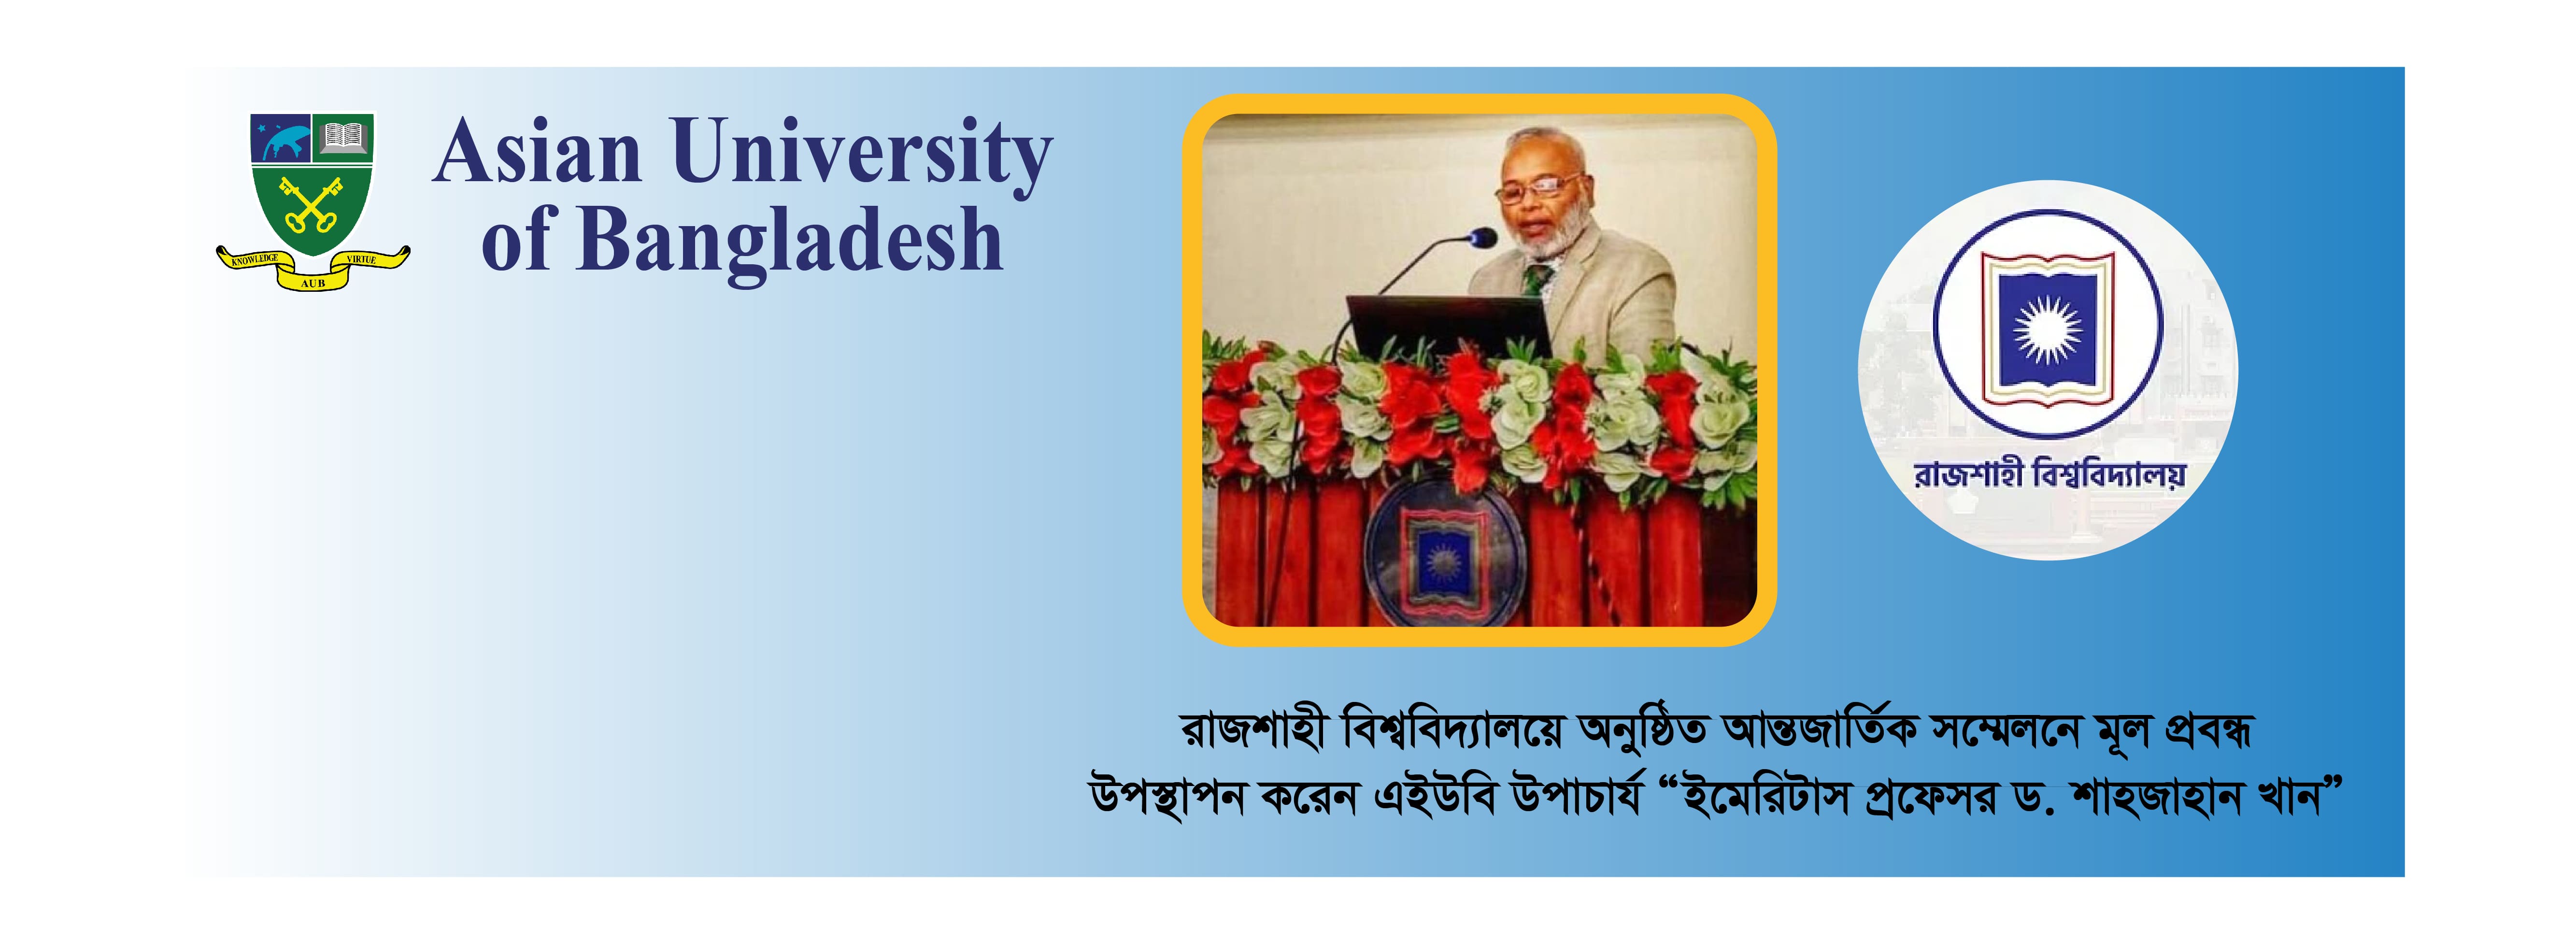 Asian University
of Bangladesh
KNOWLEDGE VIRTUE
AUB
রাজশাহী বিশ্ববিদ্যালয়
রাজশাহী বিশ্ববিদ্যালয়ে অনুষ্ঠিত আন্তজার্তিক সম্মেলনে মূল প্রবন্ধ
উপস্থাপন করেন এইউবি উপাচার্য “ইমেরিটাস প্রফেসর ড. শাহজাহান খান”